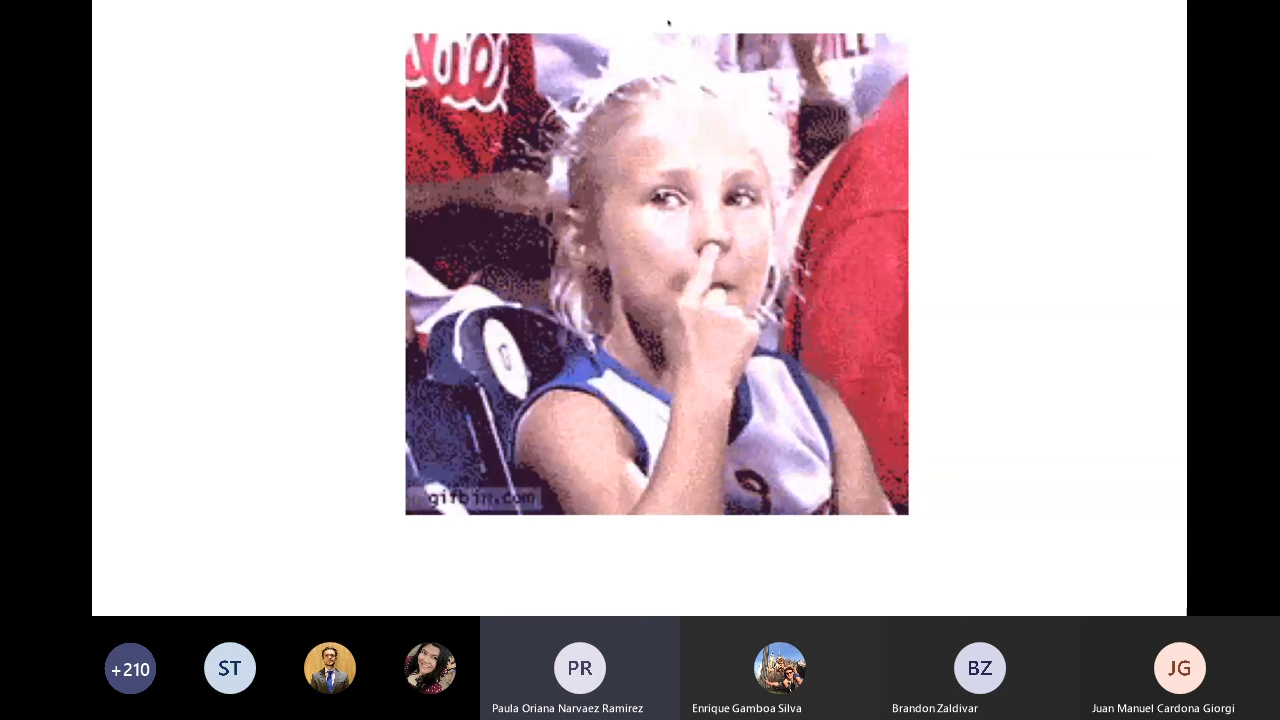 gifbin.com
+210
ST
PR
BZ
JG
Paula Oriana Narvaez Ramirez
Enrique Gamboa Silva
Brandon Zaldivar
Juan Manuel Cardona Giorgi